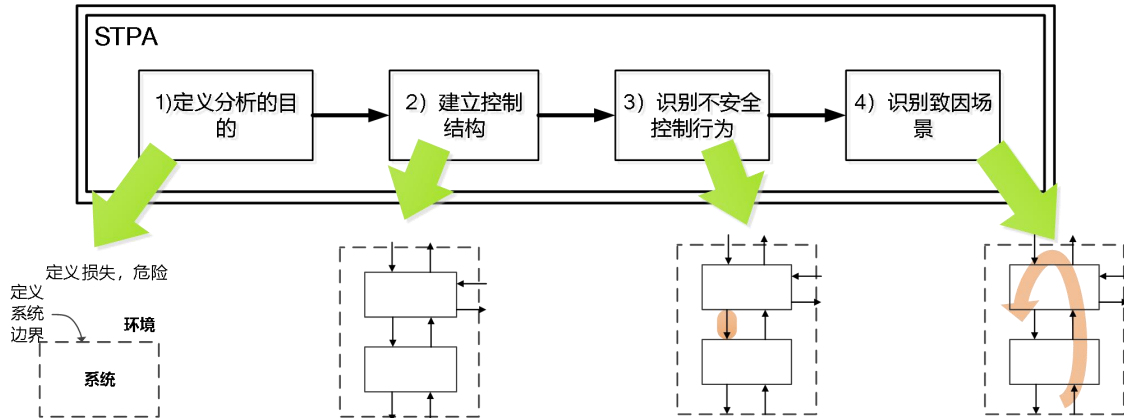 STPA
1)定义分析的目
的
2）建立控制
结构
3）识别不安全
控制行为
4）识别致因场
景
定义损失，危险
定义
系统
边界
环境
系统